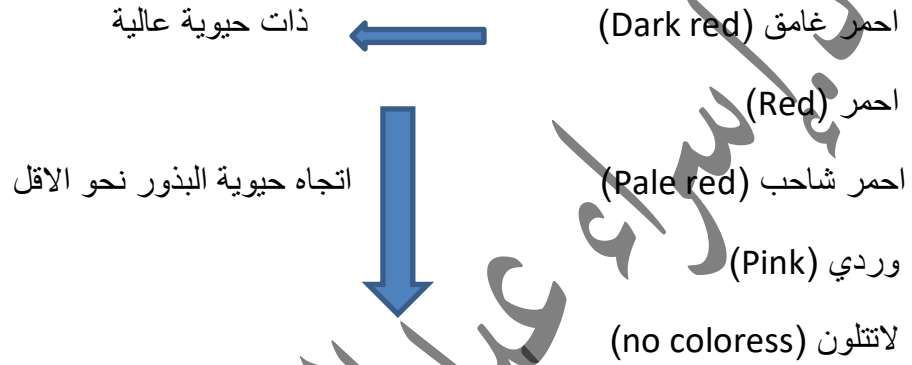 احمر غامق (Dark red) ذات حيوية عالية
احمر (Red)
احمر شاحب (Pale red) اتجاه حيوية البذور نحو الاقل
وردي (Pink)
لاتتلون (no coloress)